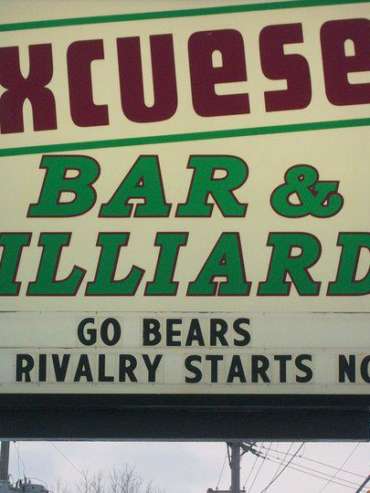 xcuese
BAR &
ILLIARD
GO BEARS
RIVALRY STARTS NO